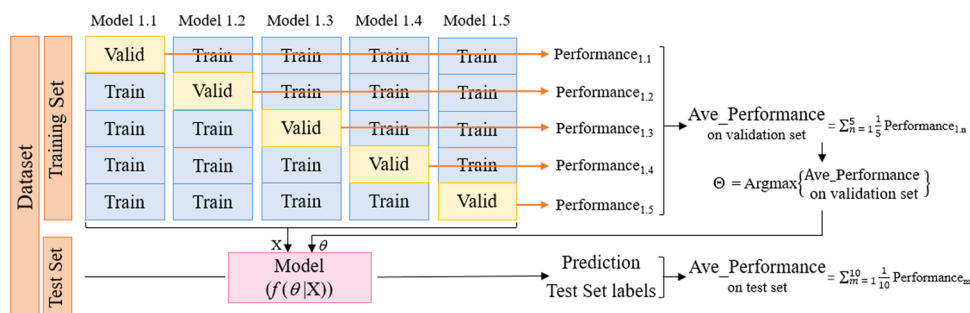 Model 1.1 Model 1.2 Model 1.3 Model 1.4 Model 1.5
Dataset
Training Set
Valid Train Train Train Train Performance1.1
Train Valid Train Train Train Performance1.2
Train Train Valid Train Train Performance1.3
Train Train Train Valid Train Performance1.4
Train Train Train Train Valid Performance1.5
Ave_Performance
on validation set = ∑⁵ₙ₌₁ 1/5 Performance1.n
Θ = Argmax{Ave_Performance
on validation set}
X θ
Test Set
Model
(f(θ|X))
Prediction
Test Set labels
Ave_Performance
on test set = ∑¹⁰ₘ₌₁ 1/10 Performancem